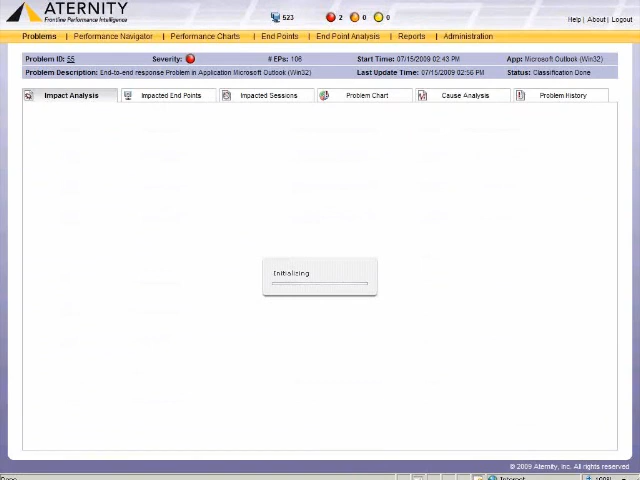 ATERNITY
Frontline Performance Intelligence
523 2 0 0
Help | About | Logout
Problems | Performance Navigator | Performance Charts | End Points | End Point Analysis | Reports | Administration
Problem ID: 55 Severity: # EPs: 106 Start Time: 07/15/2009 02:43 PM App: Microsoft Outlook (Win32)
Problem Description: End-to-end response Problem in Application Microsoft Outlook (Win32) Last Update Time: 07/15/2009 02:56 PM Status: Classification Done
Impact Analysis Impacted End Points Impacted Sessions Problem Chart Cause Analysis Problem History
Initialising
© 2009 Aternity, Inc. All rights reserved
Done Internet 100%